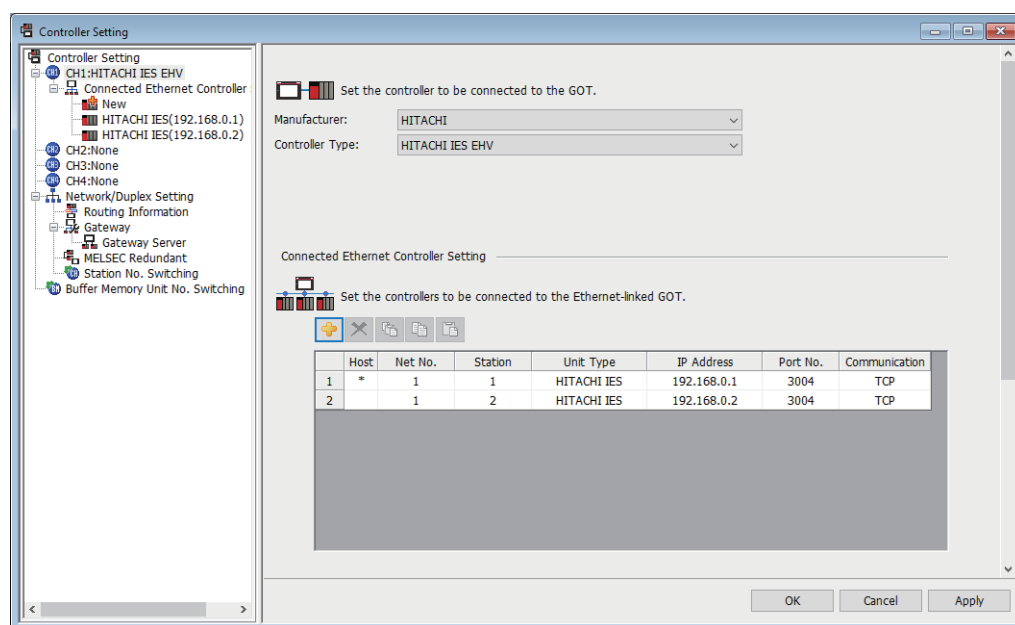 Controller Setting
Controller Setting
CH1:HITACHI IES EHV
Connected Ethernet Controller
New
HITACHI IES(192.168.0.1)
HITACHI IES(192.168.0.2)
CH2:None
CH3:None
CH4:None
Network/Duplex Setting
Routing Information
Gateway
Gateway Server
MELSEC Redundant
Station No. Switching
Buffer Memory Unit No. Switching
Set the controller to be connected to the GOT.
Manufacturer: HITACHI
Controller Type: HITACHI IES EHV
Connected Ethernet Controller Setting
Set the controllers to be connected to the Ethernet-linked GOT.
Host Net No. Station Unit Type IP Address Port No. Communication
1 * 1 1 HITACHI IES 192.168.0.1 3004 TCP
2 1 2 HITACHI IES 192.168.0.2 3004 TCP
OK Cancel Apply